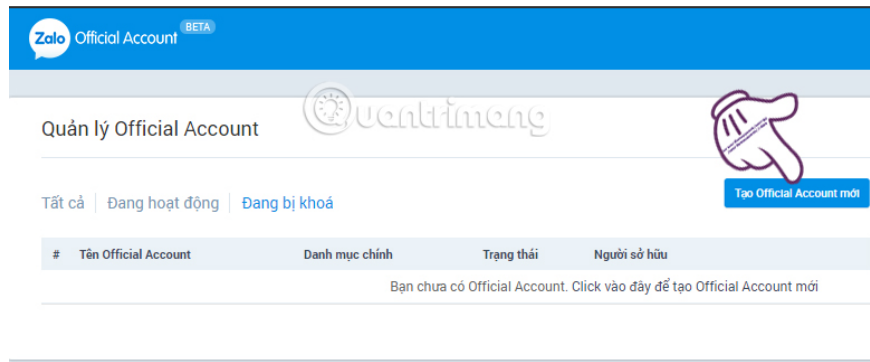 Zalo Official Account BETA
Quantrimang
Quản lý Official Account
Tạo Official Account mới
Tất cả Đang hoạt động Đang bị khoá
# Tên Official Account Danh mục chính Trạng thái Người sở hữu
Bạn chưa có Official Account. Click vào đây để tạo Official Account mới